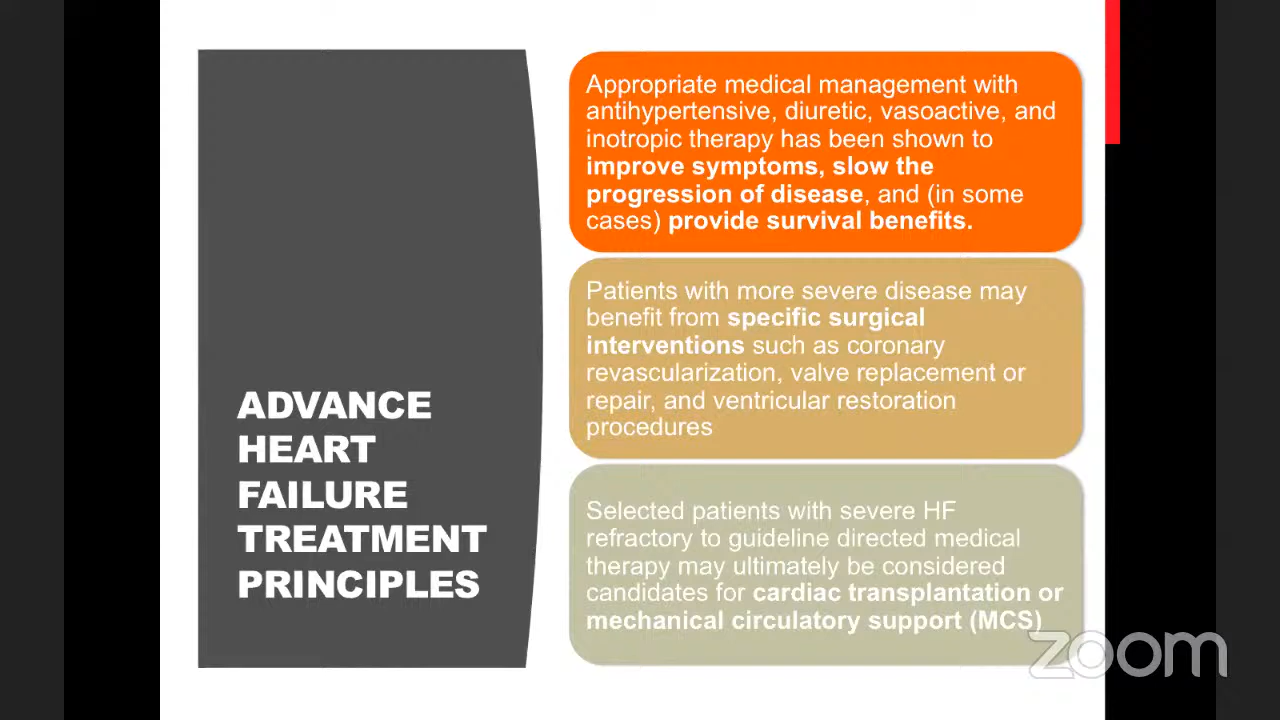 ADVANCE
HEART
FAILURE
TREATMENT
PRINCIPLES
Appropriate medical management with
antihypertensive, diuretic, vasoactive, and
inotropic therapy has been shown to
improve symptoms, slow the
progression of disease, and (in some
cases) provide survival benefits.
Patients with more severe disease may
benefit from specific surgical
interventions such as coronary
revascularization, valve replacement or
repair, and ventricular restoration
procedures
Selected patients with severe HF
refractory to guideline directed medical
therapy may ultimately be considered
candidates for cardiac transplantation or
mechanical circulatory support (MCS)
zoom